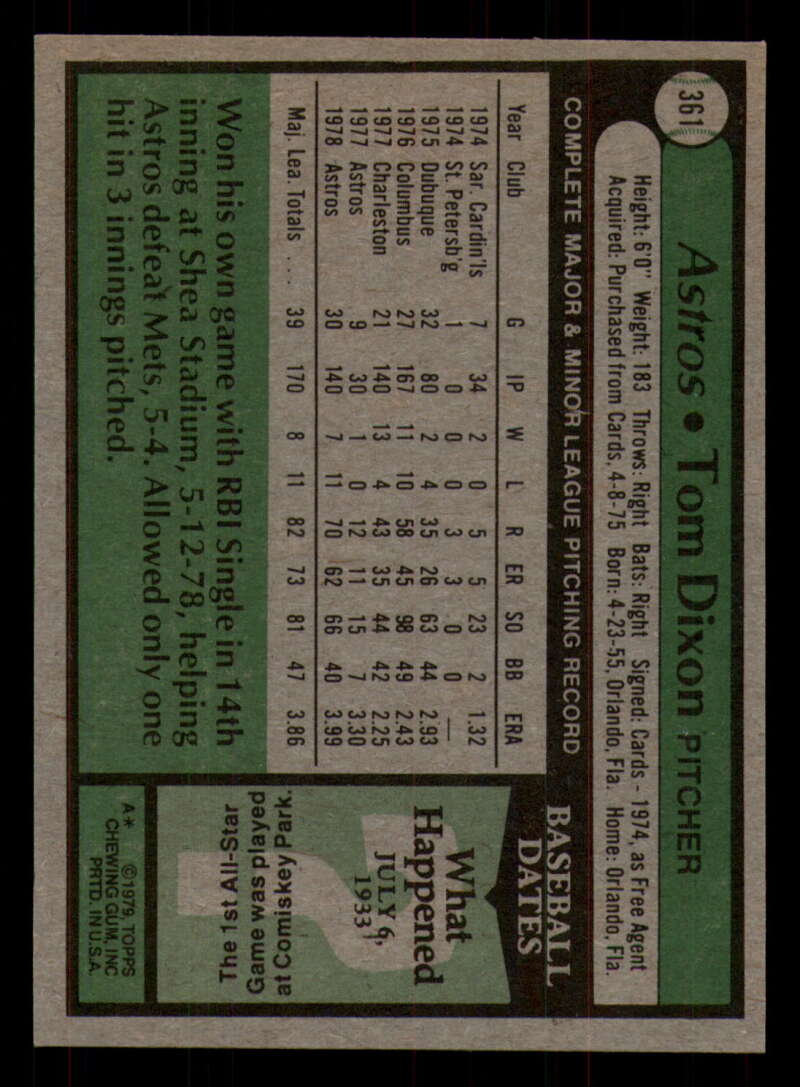 361
Astros • Tom Dixon PITCHER
Height: 6'0" Weight: 183 Throws: Right Bats: Right Signed: Cards - 1974, as Free Agent
Acquired: Purchased from Cards, 4-8-75 Born: 4-23-55, Orlando, Fla. Home: Orlando, Fla.
COMPLETE MAJOR & MINOR LEAGUE PITCHING RECORD
Year Club G IP W L R ER SO BB ERA
1974 Sar. Cardin'ls 7 34 2 0 5 5 23 2 1.32
1974 St. Petersb'g 1 0 0 0 3 3 0 0 —
1975 Dubuque 32 80 2 4 35 26 63 44 2.93
1976 Columbus 27 167 11 10 58 45 98 49 2.43
1977 Charleston 21 140 13 4 43 35 44 42 2.25
1977 Astros 9 30 1 0 12 11 15 7 3.30
1978 Astros 30 140 7 11 70 62 66 40 3.99
Maj. Lea. Totals ... 39 170 8 11 82 73 81 47 3.86
Won his own game with RBI Single in 14th
inning at Shea Stadium, 5-12-78, helping
Astros defeat Mets, 5-4. Allowed only one
hit in 3 innings pitched.
BASEBALL
DATES
What
Happened
JULY 6,
1933?
The 1st All-Star
Game was played
at Comiskey Park.
A** ©1979, TOPPS
CHEWING GUM, INC
PRTD. IN U.S.A.